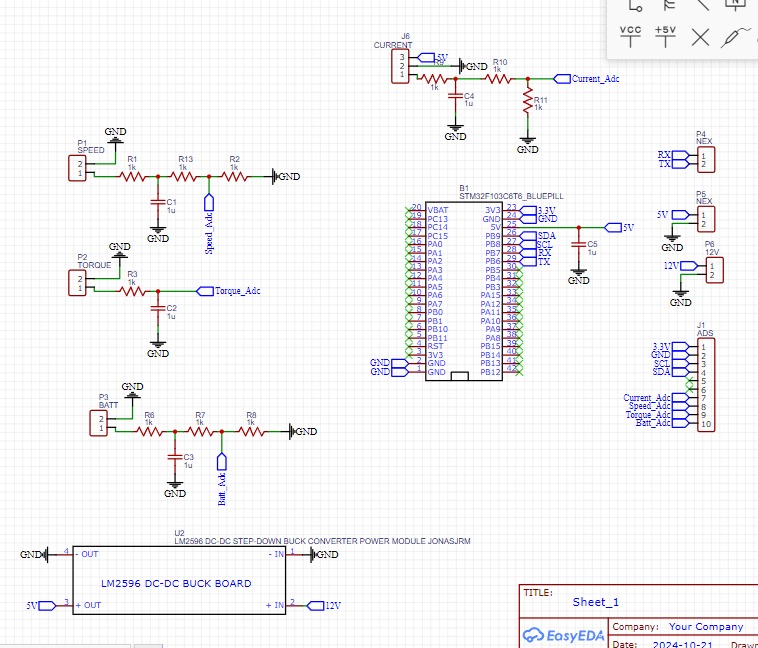 VCC +5V
J6
CURRENT
3 5V
2 GND
1 R9
1k
R10
1k
Current_Adc
C4
1u
R11
1k
GND
GND
GND
P1
SPEED
2
1
R1
1k
R13
1k
R2
1k
GND
C1
1u
GND
Speed_Adc
GND
P2
TORQUE
2
1
R3
1k
Torque_Adc
C2
1u
GND
GND
P3
BATT
2
1
R6
1k
R7
1k
R8
1k
GND
C3
1u
GND
Batt_Adc
B1
STM32F103C6T6_BLUEPILL
20 VBAT 3V3 23 3.3V
19 PC13 GND 24 GND
18 PC14 5V 25 5V
17 PC15 PB9 26 SDA
16 PA0 PB8 27 SCL
15 PA1 PB7 28 RX
14 PA2 PB6 29 TX
13 PA3 PB5 30
12 PA4 PB4 31
11 PA5 PB3 32
10 PA6 PA15 33
9 PA7 PA12 34
8 PB0 PA11 35
7 PB1 PA10 36
6 PB10 PA9 37
5 PB11 PA8 38
4 RST PB15 39
3 3V3 PB14 40
GND 2 GND PB13 41
GND 1 GND PB12 42
C5
1u
GND
P4
NEX
RX 1
TX 2
P5
NEX
5V 1
2
GND
P6
12V
12V 1
2
GND
J1
ADS
3.3V 1
GND 2
SCL 3
SDA 4
5
6
Current_Adc 7
Speed_Adc 8
Torque_Adc 9
Batt_Adc 10
U2
LM2596 DC-DC STEP-DOWN BUCK CONVERTER POWER MODULE JONASJRM
GND 4 - OUT - IN 1 GND
LM2596 DC-DC BUCK BOARD
5V 3 + OUT + IN 2 12V
TITLE:
Sheet_1
EasyEDA
Company: Your Company
Date: 2024-10-21 Drawn